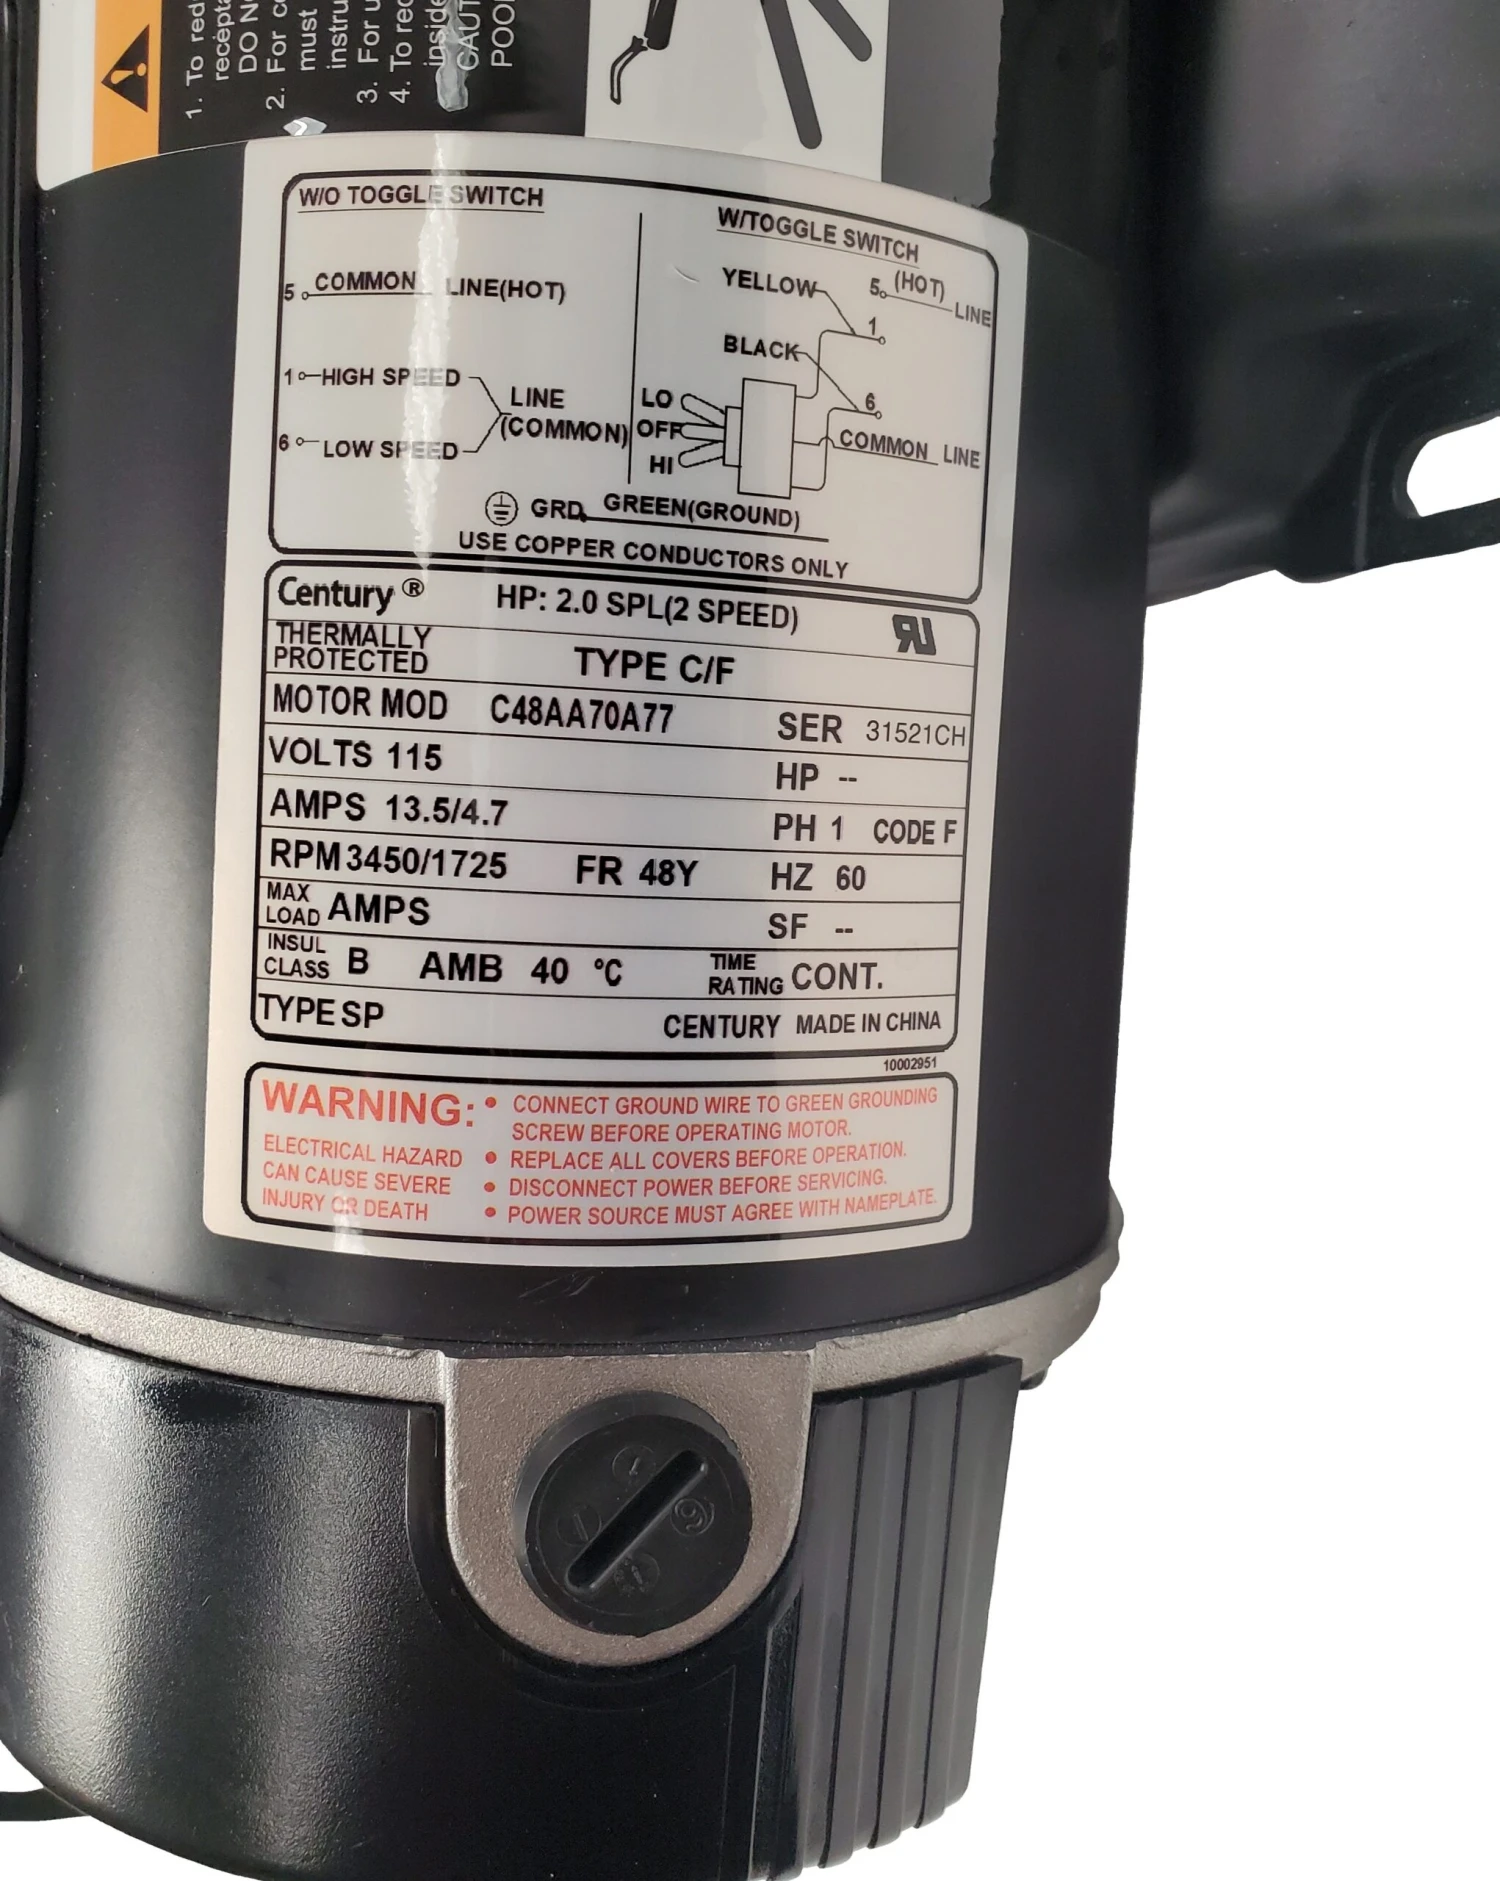 1. To red
recepta
DO N
2. For c
must
instru
3. For u
4. To re
inside
CAUT
POOL
W/O TOGGLE SWITCH
5 COMMON LINE(HOT)
1 HIGH SPEED
6 LOW SPEED
LINE
(COMMON)
W/TOGGLE SWITCH
YELLOW
5 (HOT) LINE
1
BLACK
6
LO
OFF
HI
COMMON LINE
GRD. GREEN(GROUND)
USE COPPER CONDUCTORS ONLY
Century ® HP: 2.0 SPL(2 SPEED)
THERMALLY
PROTECTED TYPE C/F
MOTOR MOD C48AA70A77 SER 31521CH
VOLTS 115 HP --
AMPS 13.5/4.7 PH 1 CODE F
RPM 3450/1725 FR 48Y HZ 60
MAX
LOAD AMPS SF --
INSUL
CLASS B AMB 40 °C TIME
RATING CONT.
TYPE SP CENTURY MADE IN CHINA
10002951
WARNING:
ELECTRICAL HAZARD
CAN CAUSE SEVERE
INJURY OR DEATH
• CONNECT GROUND WIRE TO GREEN GROUNDING
SCREW BEFORE OPERATING MOTOR.
• REPLACE ALL COVERS BEFORE OPERATION.
• DISCONNECT POWER BEFORE SERVICING.
• POWER SOURCE MUST AGREE WITH NAMEPLATE.